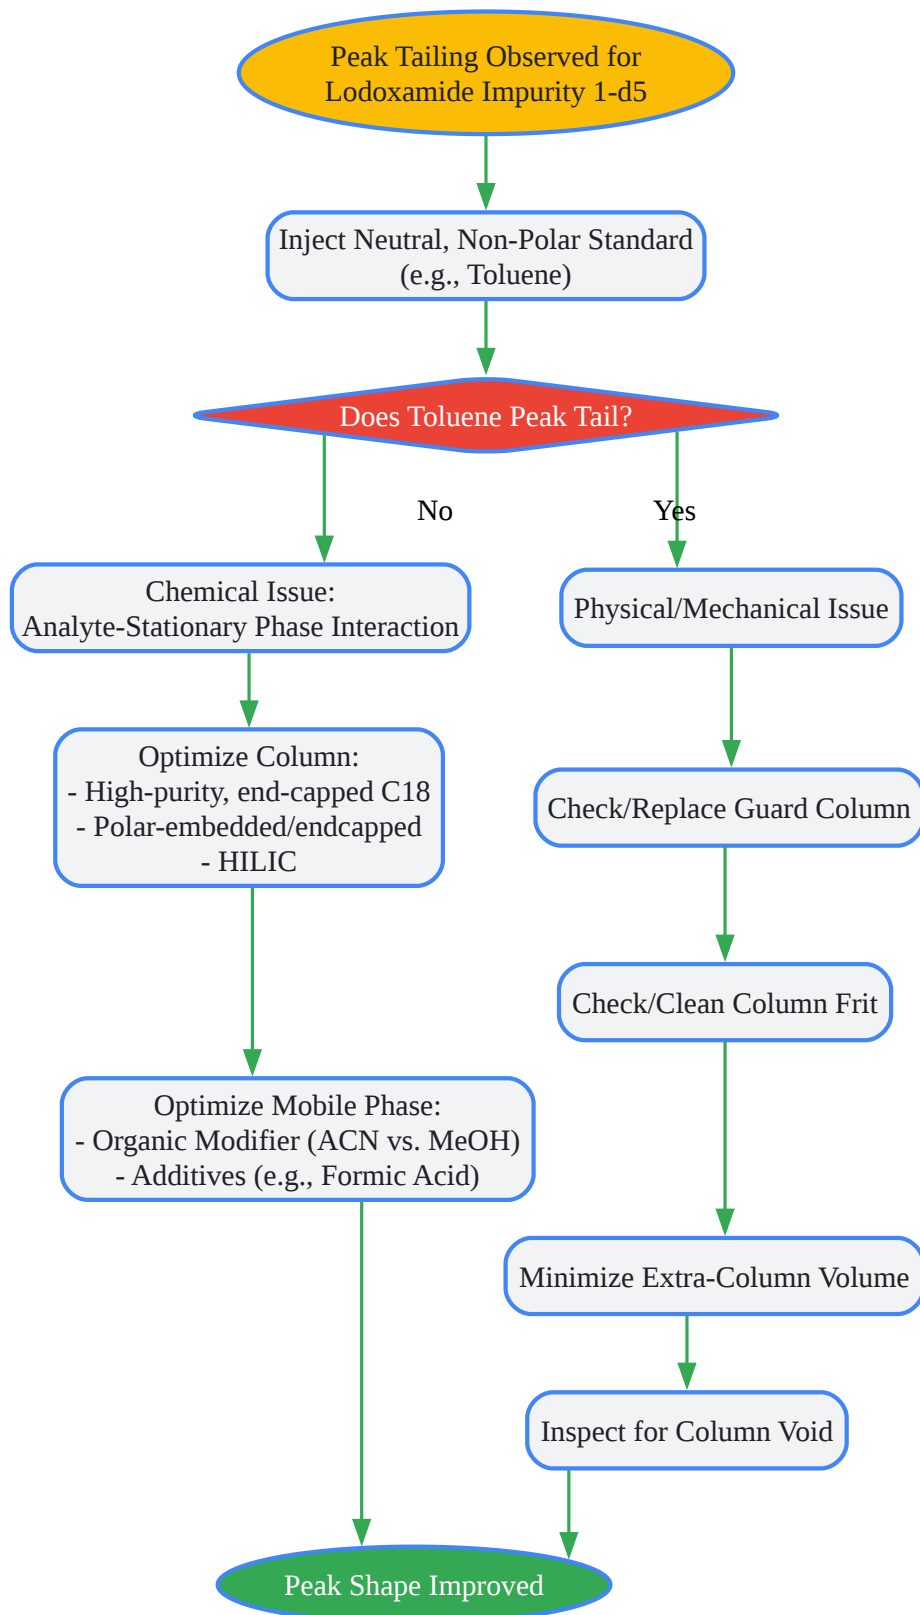 Peak Tailing Observed for
Lodoxamide Impurity 1-d5
Inject Neutral, Non-Polar Standard
(e.g., Toluene)
Does Toluene Peak Tail?
No
Yes
Chemical Issue:
Analyte-Stationary Phase Interaction
Physical/Mechanical Issue
Optimize Column:
- High-purity, end-capped C18
- Polar-embedded/endcapped
- HILIC
Check/Replace Guard Column
Check/Clean Column Frit
Optimize Mobile Phase:
- Organic Modifier (ACN vs. MeOH)
- Additives (e.g., Formic Acid)
Minimize Extra-Column Volume
Inspect for Column Void
Peak Shape Improved